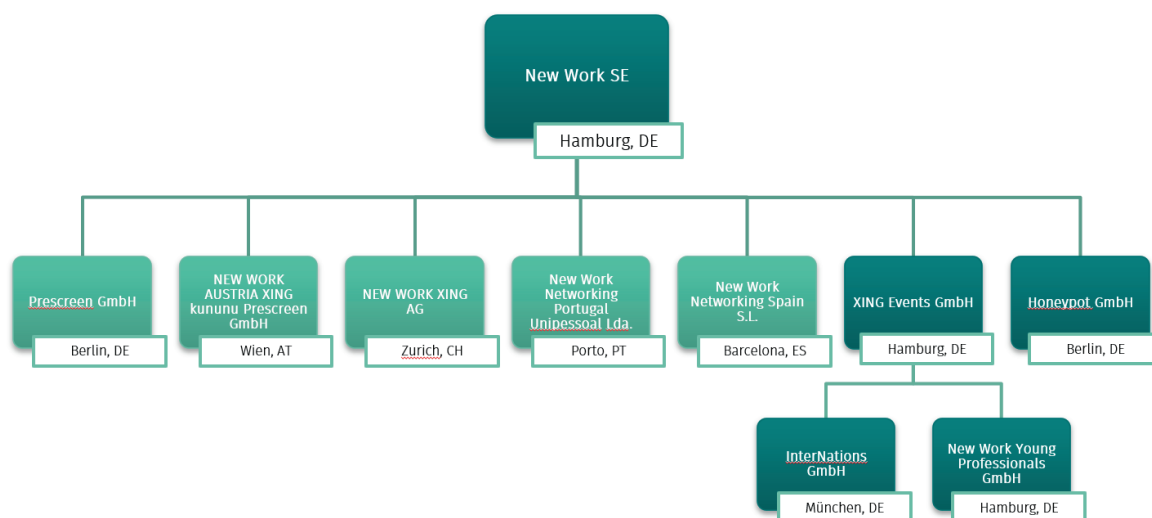 New Work SE
Hamburg, DE
Prescreen GmbH
Berlin, DE
NEW WORK
AUSTRIA XING
kununu Prescreen
GmbH
Wien, AT
NEW WORK XING
AG
Zurich, CH
New Work
Networking
Portugal
Unipessoal Lda.
Porto, PT
New Work
Networking Spain
S.L.
Barcelona, ES
XING Events GmbH
Hamburg, DE
Honeypot GmbH
Berlin, DE
InterNations
GmbH
München, DE
New Work Young
Professionals
GmbH
Hamburg, DE